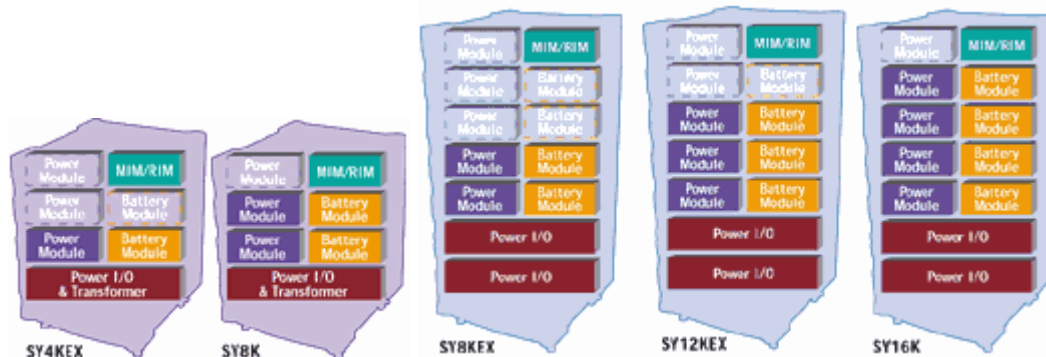 Power
Module
MIM/RIM
Power
Module
Battery
Module
Power
Module
Battery
Module
Power I/O
& Transformer
SY4KEX
Power
Module
MIM/RIM
Power
Module
Battery
Module
Power
Module
Battery
Module
Power I/O
& Transformer
SY8K
Power
Module
MIM/RIM
Power
Module
Battery
Module
Power
Module
Battery
Module
Power
Module
Battery
Module
Power
Module
Battery
Module
Power I/O
Power I/O
SY8KEX
Power
Module
MIM/RIM
Power
Module
Battery
Module
Power
Module
Battery
Module
Power
Module
Battery
Module
Power
Module
Battery
Module
Power I/O
Power I/O
SY12KEX
Power
Module
MIM/RIM
Power
Module
Battery
Module
Power
Module
Battery
Module
Power
Module
Battery
Module
Power
Module
Battery
Module
Power I/O
Power I/O
SY16K